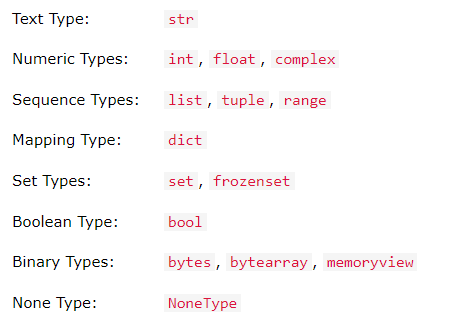 Text Type: str
Numeric Types: int, float, complex
Sequence Types: list, tuple, range
Mapping Type: dict
Set Types: set, frozenset
Boolean Type: bool
Binary Types: bytes, bytearray, memoryview
None Type: NoneType